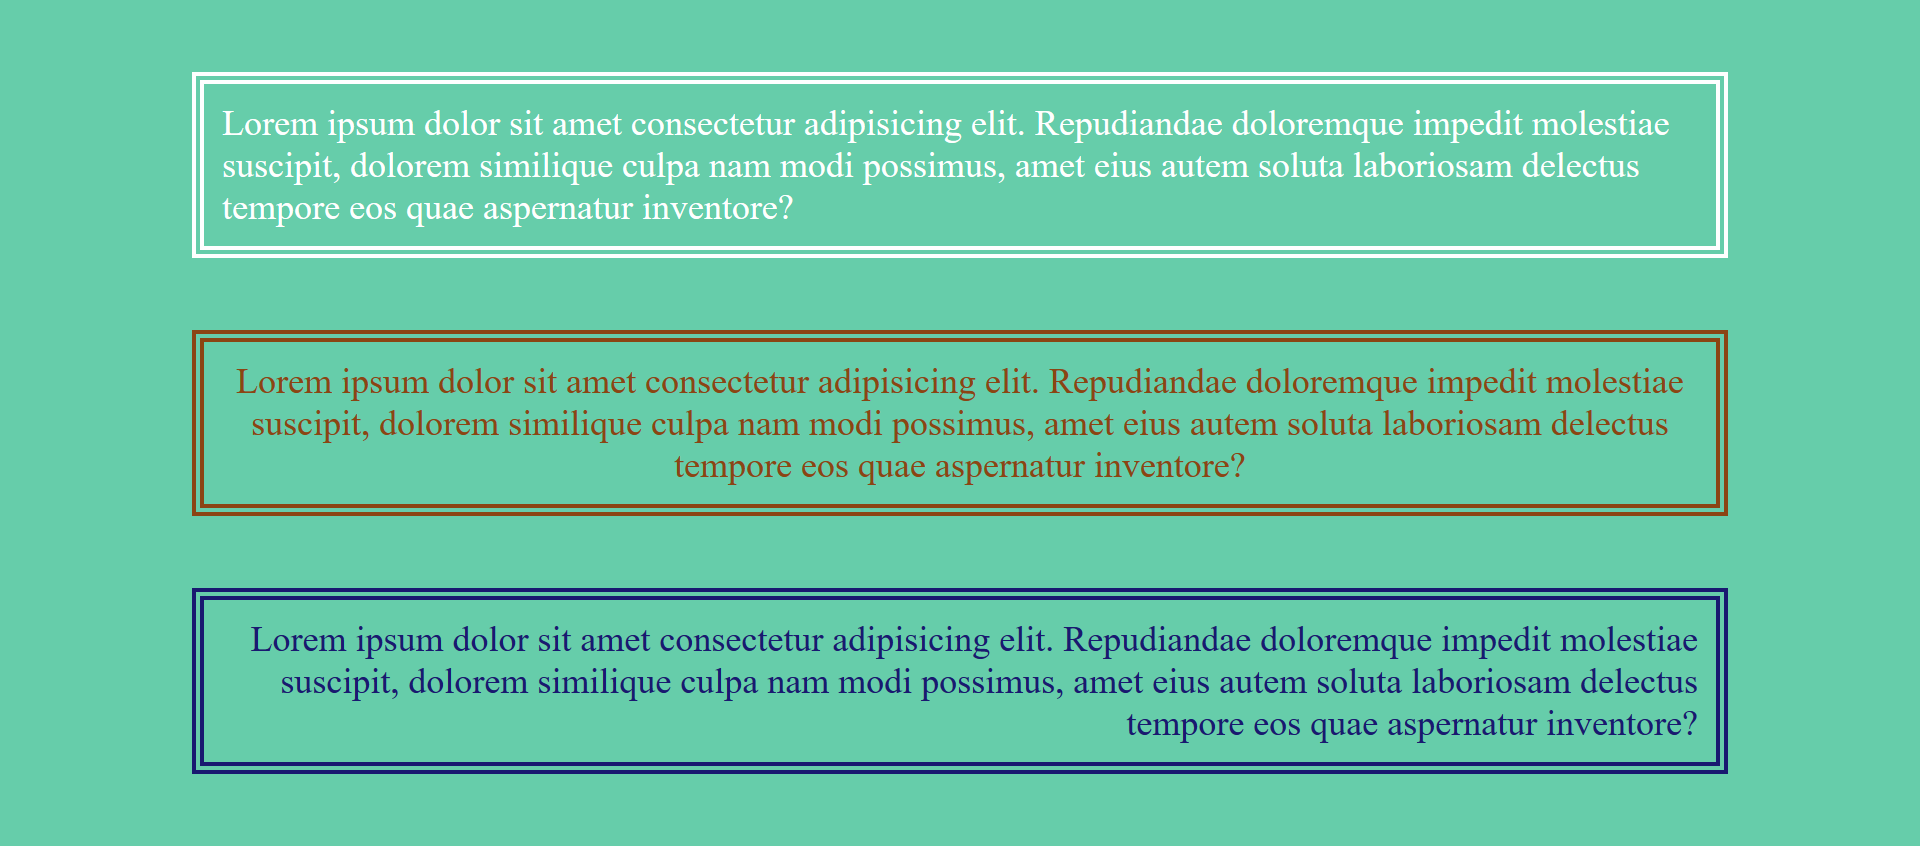 Lorem ipsum dolor sit amet consectetur adipisicing elit. Repudiandae doloremque impedit molestiae
suscipit, dolorem similique culpa nam modi possimus, amet eius autem soluta laboriosam delectus
tempore eos quae aspernatur inventore?
Lorem ipsum dolor sit amet consectetur adipisicing elit. Repudiandae doloremque impedit molestiae
suscipit, dolorem similique culpa nam modi possimus, amet eius autem soluta laboriosam delectus
tempore eos quae aspernatur inventore?
Lorem ipsum dolor sit amet consectetur adipisicing elit. Repudiandae doloremque impedit molestiae
suscipit, dolorem similique culpa nam modi possimus, amet eius autem soluta laboriosam delectus
tempore eos quae aspernatur inventore?